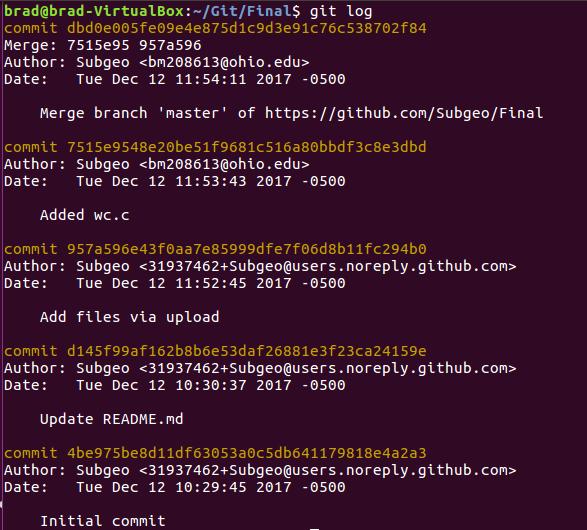 brad@brad-VirtualBox:~/Git/Final$ git log
commit dbd0e005fe09e4e875d1c9d3e91c76c538702f84
Merge: 7515e95 957a596
Author: Subgeo <bm208613@ohio.edu>
Date:   Tue Dec 12 11:54:11 2017 -0500
    Merge branch 'master' of https://github.com/Subgeo/Final
commit 7515e9548e20be51f9681c516a80bbdf3c8e3dbd
Author: Subgeo <bm208613@ohio.edu>
Date:   Tue Dec 12 11:53:43 2017 -0500
    Added wc.c
commit 957a596e43f0aa7e85999dfe7f06d8b11fc294b0
Author: Subgeo <31937462+Subgeo@users.noreply.github.com>
Date:   Tue Dec 12 11:52:45 2017 -0500
    Add files via upload
commit d145f99af162b8b6e53daf26881e3f23ca24159e
Author: Subgeo <31937462+Subgeo@users.noreply.github.com>
Date:   Tue Dec 12 10:30:37 2017 -0500
    Update README.md
commit 4be975be8d11df63053a0c5db641179818e4a2a3
Author: Subgeo <31937462+Subgeo@users.noreply.github.com>
Date:   Tue Dec 12 10:29:45 2017 -0500
    Initial commit